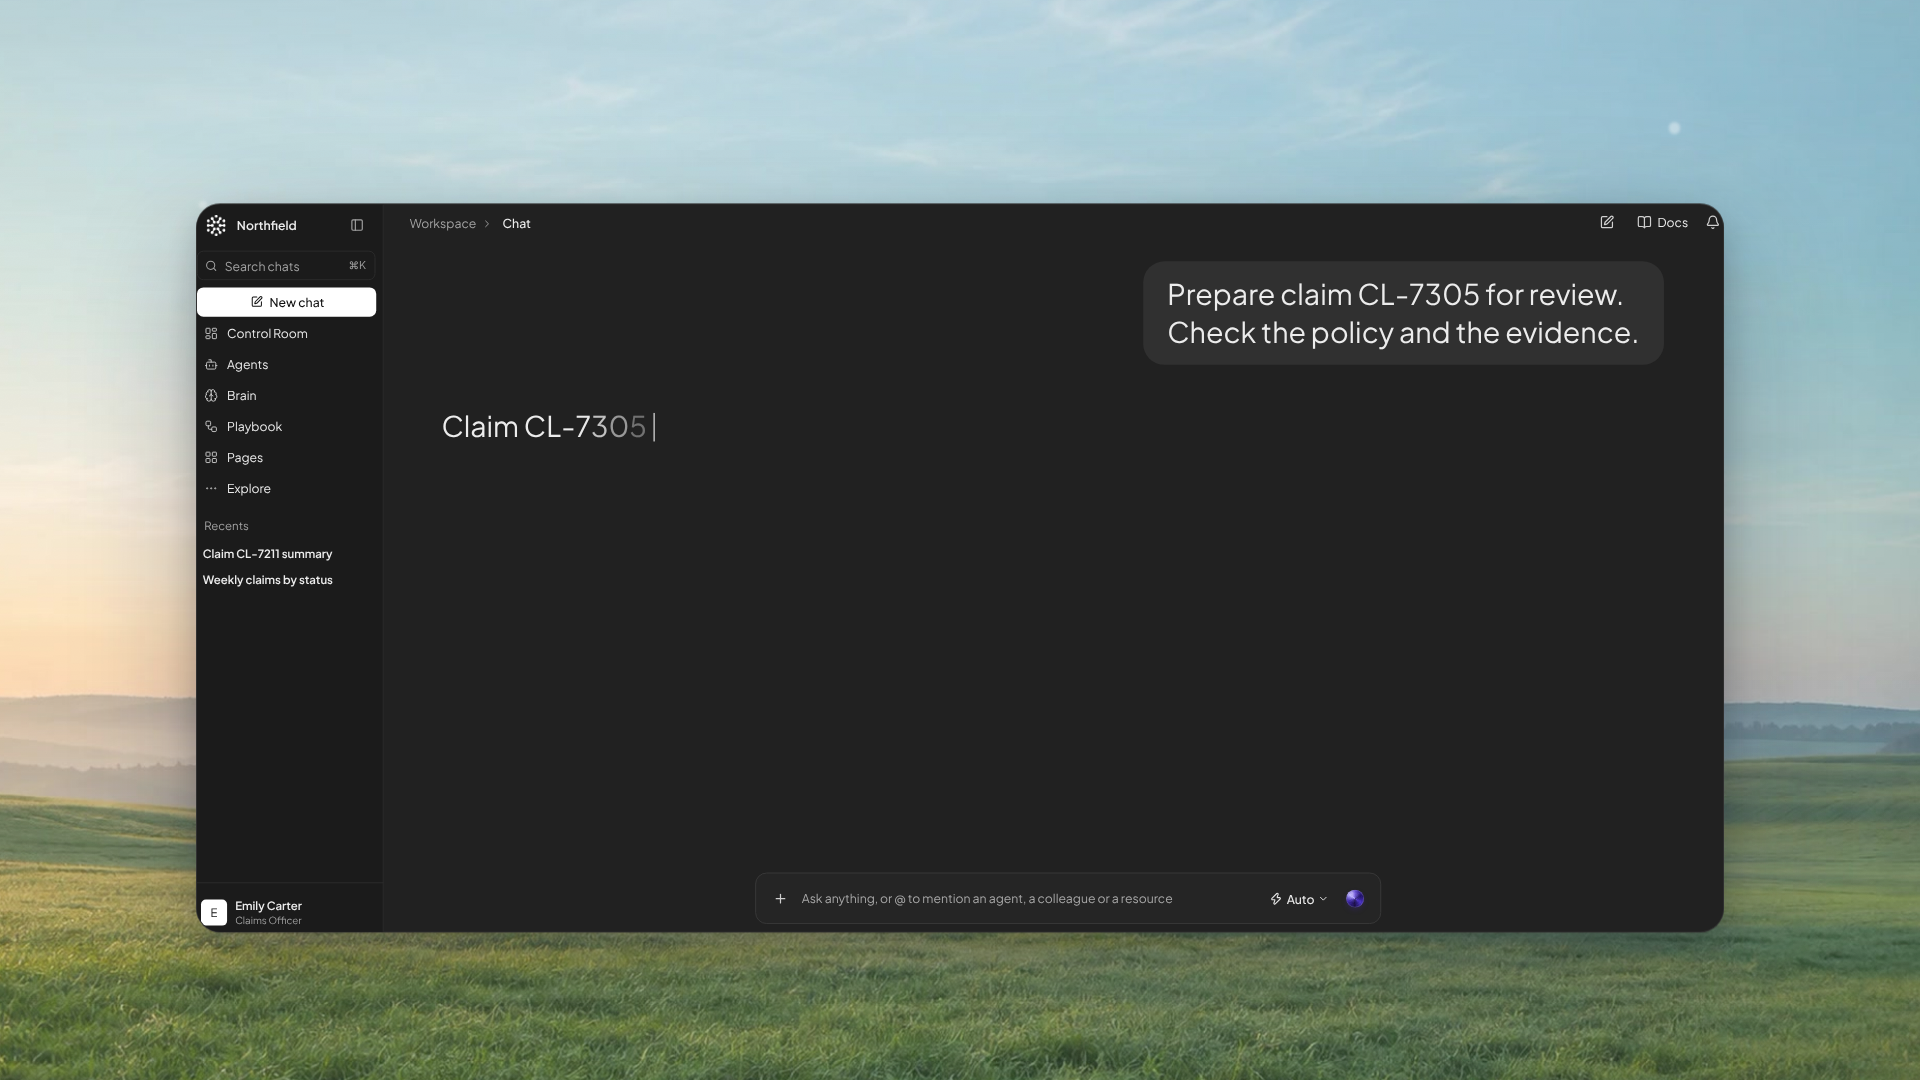 Northfield
Workspace
Chat
Docs
Search chats
⌘K
New chat
Control Room
Agents
Brain
Playbook
Pages
Explore
Recents
Claim CL-7211 summary
Weekly claims by status
Prepare claim CL-7305 for review.
Check the policy and the evidence.
Claim CL-7305
Ask anything, or @ to mention an agent, a colleague or a resource
Auto
E
Emily Carter
Claims Officer